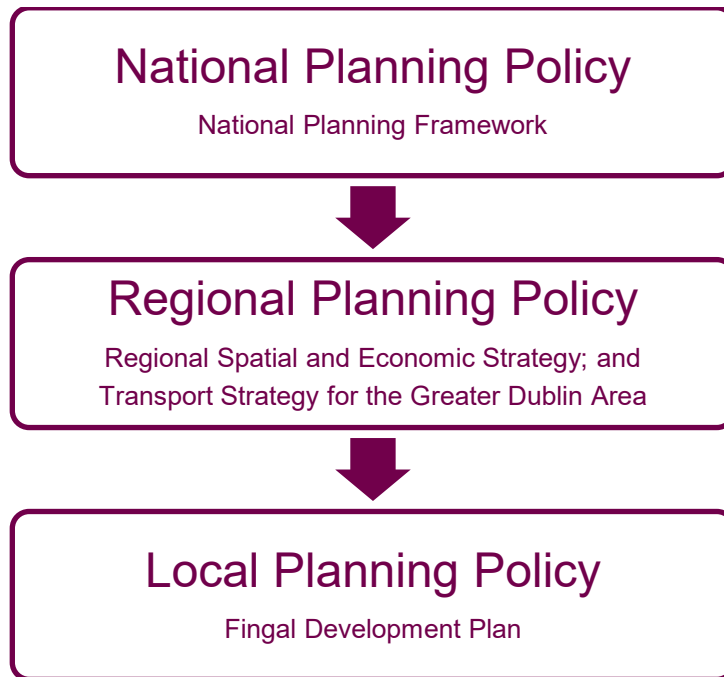 National Planning Policy
National Planning Framework
Regional Planning Policy
Regional Spatial and Economic Strategy; and
Transport Strategy for the Greater Dublin Area
Local Planning Policy
Fingal Development Plan